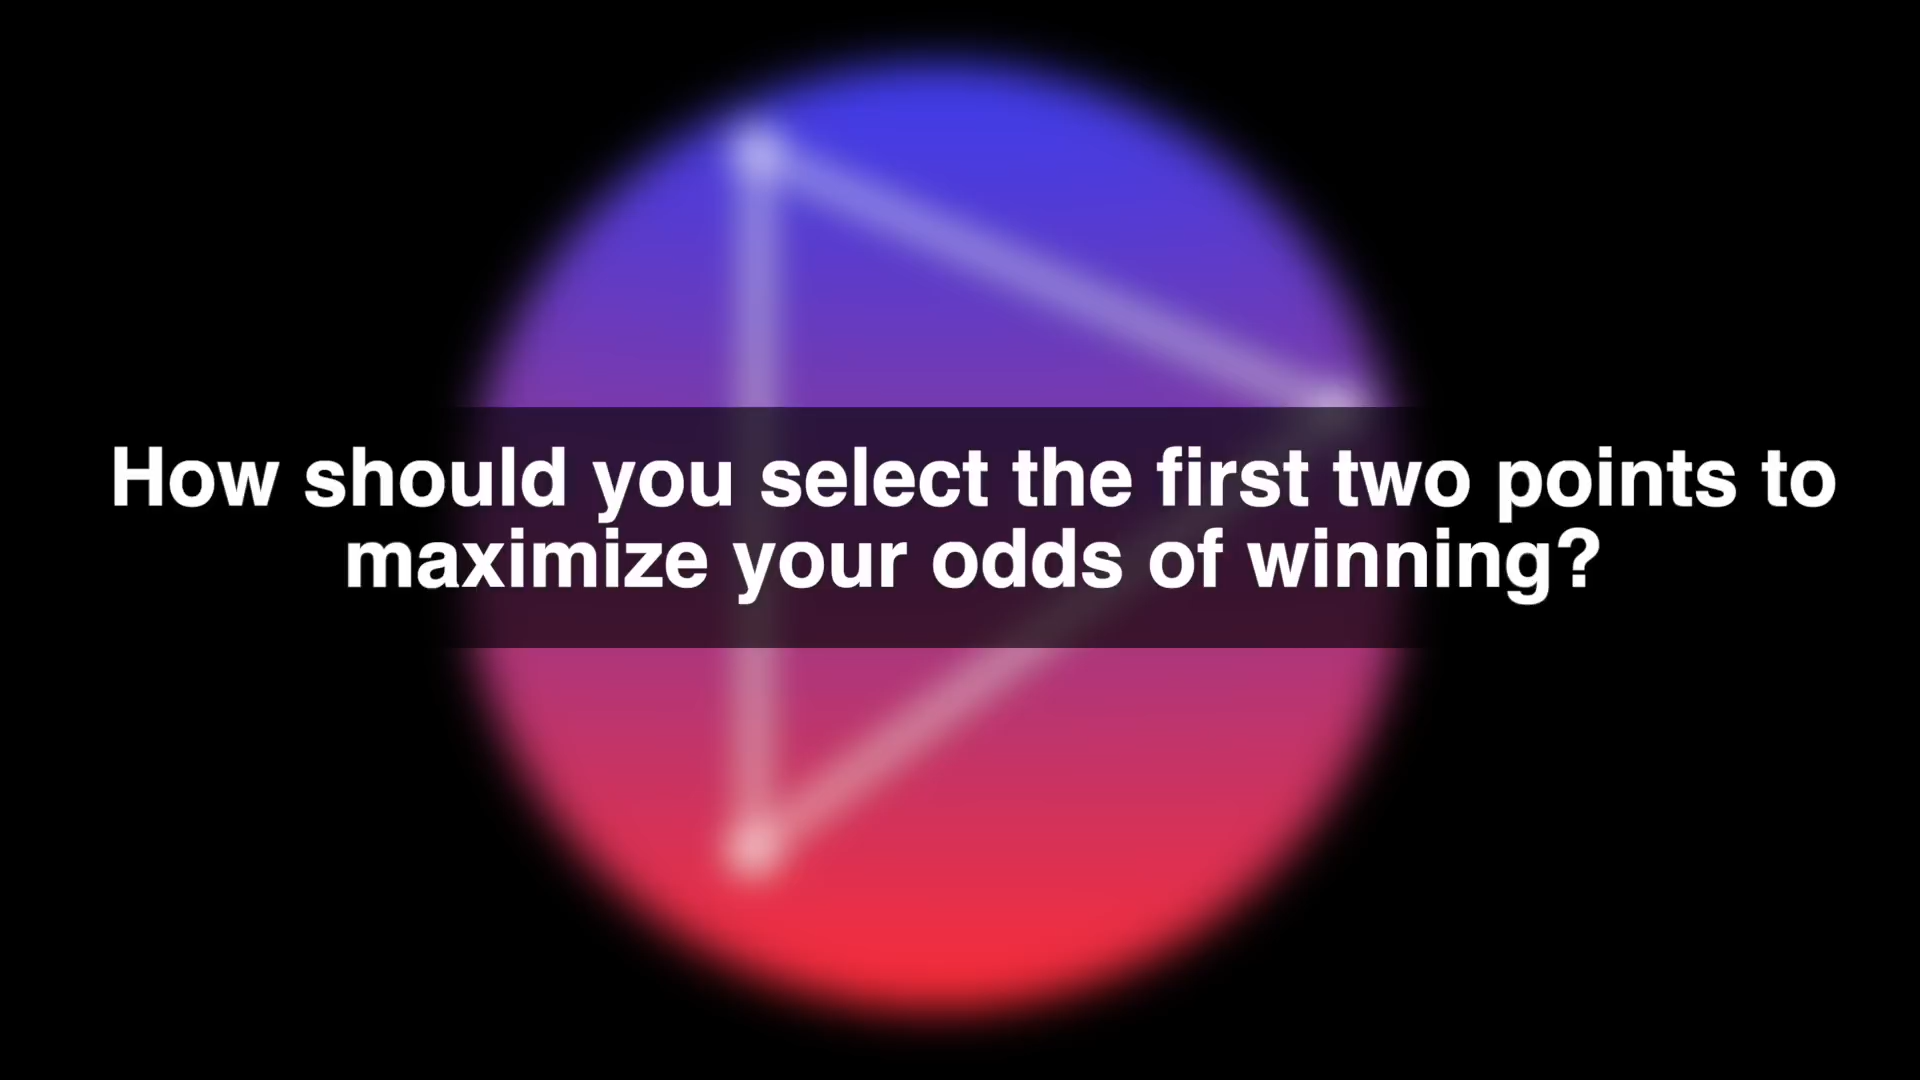 How should you select the first two points to
maximize your odds of winning?